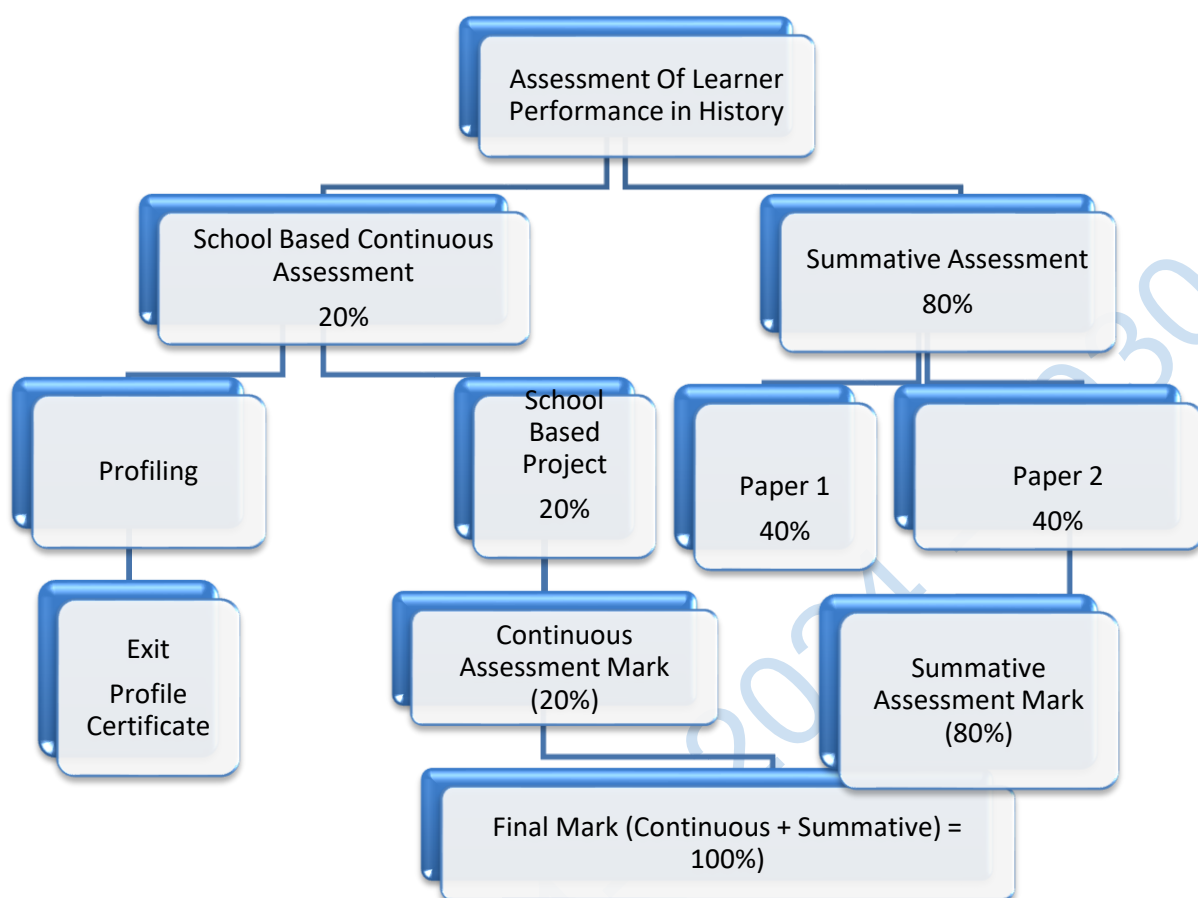 Assessment Of Learner
Performance in History
School Based Continuous
Assessment
20%
Summative Assessment
80%
Profiling
School
Based
Project
20%
Paper 1
40%
Paper 2
40%
Exit
Profile
Certificate
Continuous
Assessment Mark
(20%)
Summative
Assessment Mark
(80%)
Final Mark (Continuous + Summative) =
100%)